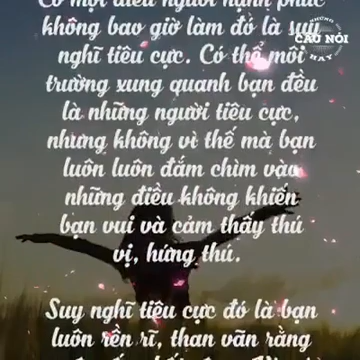 Có một điều người hạnh phúc
không bao giờ làm đó là suy
nghĩ tiêu cực. Có thể môi
trường xung quanh bạn đều
là những người tiêu cực,
nhưng không vì thế mà bạn
luôn luôn đắm chìm vào
những điều không khiến
bạn vui và cảm thấy thú
vị, hứng thú.
Suy nghĩ tiêu cực đó là bạn
luôn rền rĩ, than vãn rằng
NHỮNG
CÂU NÓI
HAY